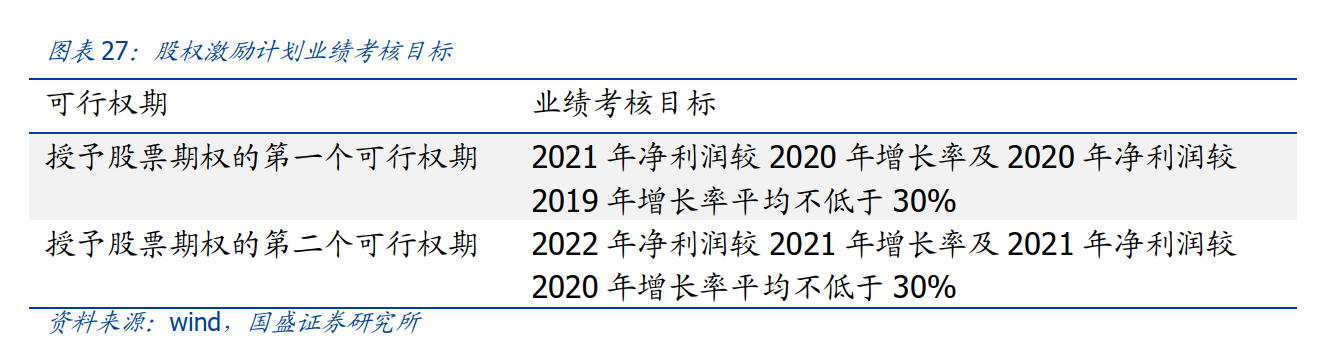 图表 27：股权激励计划业绩考核目标
可行权期 业绩考核目标
授予股票期权的第一个可行权期 2021 年净利润较 2020 年增长率及 2020 年净利润较
2019 年增长率平均不低于 30%
授予股票期权的第二个可行权期 2022 年净利润较 2021 年增长率及 2021 年净利润较
2020 年增长率平均不低于 30%
资料来源：wind，国盛证券研究所